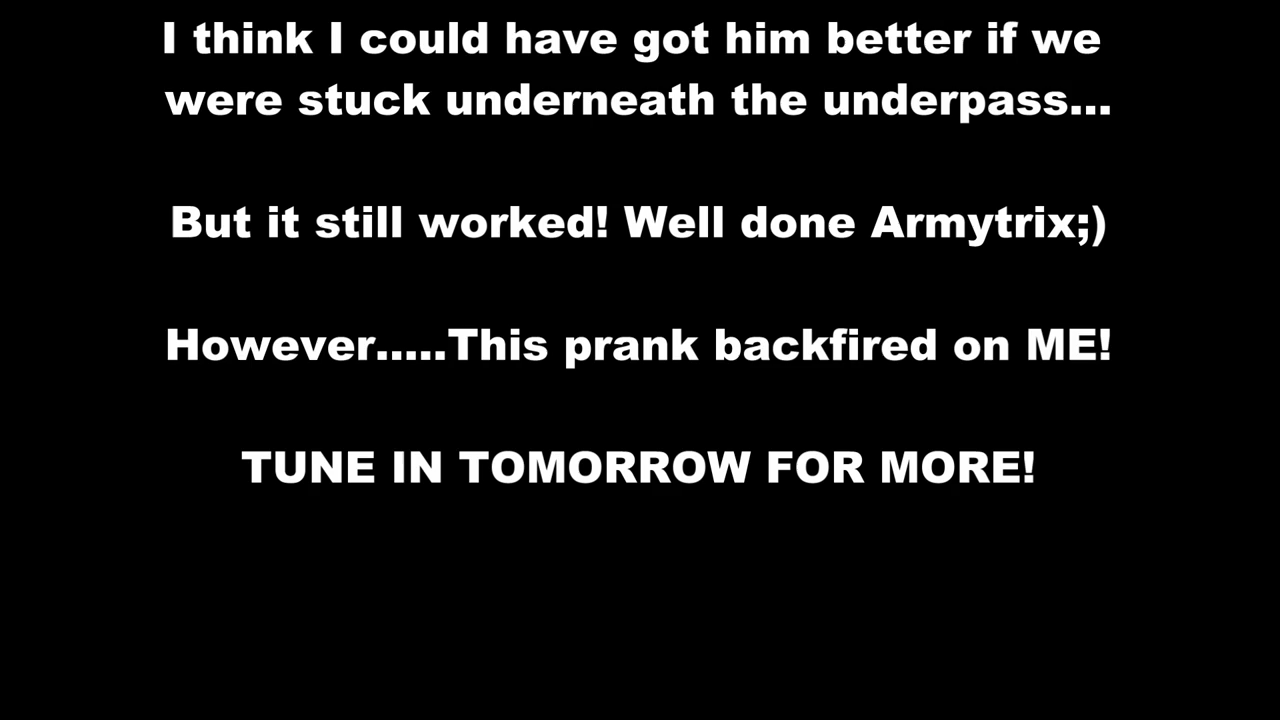 I think I could have got him better if we
were stuck underneath the underpass...
But it still worked! Well done Armytrix;)
However.....This prank backfired on ME!
TUNE IN TOMORROW FOR MORE!